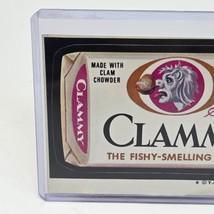 MADE WITH
CLAM
CHOWDER
CLAMMY
CLAMM
THE FISHY-SMELLING